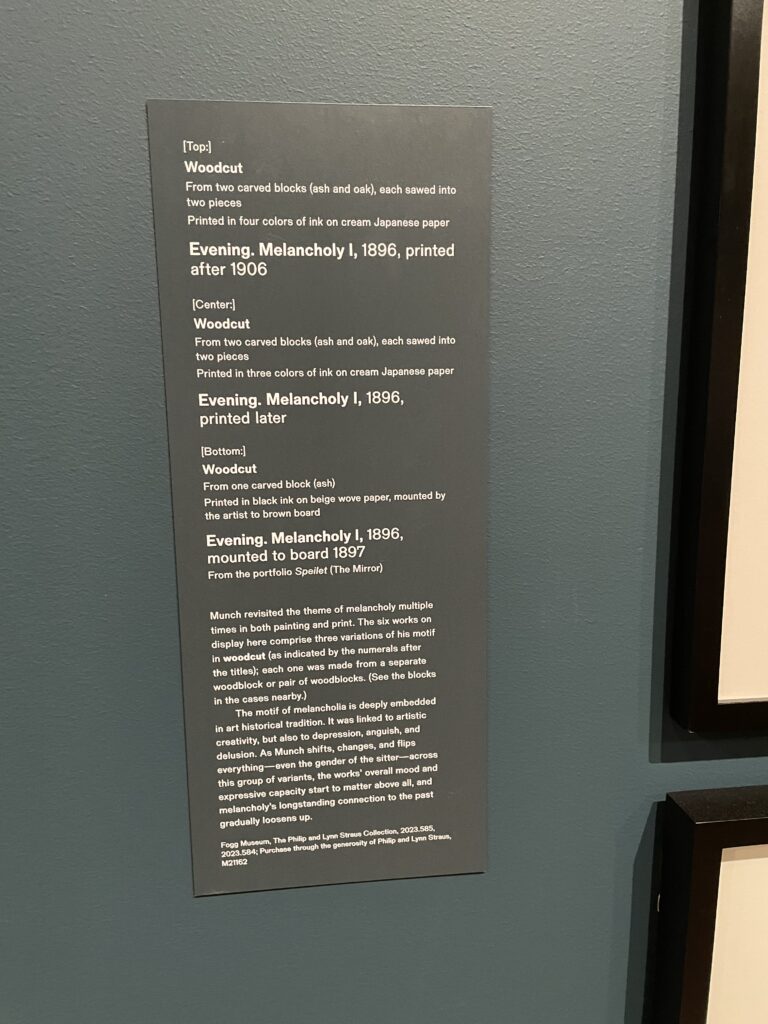 [Top:]
Woodcut
From two carved blocks (ash and oak), each sawed into
two pieces
Printed in four colors of ink on cream Japanese paper
Evening. Melancholy I, 1896, printed
after 1906
[Center:]
Woodcut
From two carved blocks (ash and oak), each sawed into
two pieces
Printed in three colors of ink on cream Japanese paper
Evening. Melancholy I, 1896,
printed later
[Bottom:]
Woodcut
From one carved block (ash)
Printed in black ink on beige wove paper, mounted by
the artist to brown board
Evening. Melancholy I, 1896,
mounted to board 1897
From the portfolio Speilet (The Mirror)
Munch revisited the theme of melancholy multiple
times in both painting and print. The six works on
display here comprise three variations of his motif
in woodcut (as indicated by the numerals after
the titles); each one was made from a separate
woodblock or pair of woodblocks. (See the blocks
in the cases nearby.)
The motif of melancholia is deeply embedded
in art historical tradition. It was linked to artistic
creativity, but also to depression, anguish, and
delusion. As Munch shifts, changes, and flips
everything—even the gender of the sitter—across
this group of variants, the works' overall mood and
expressive capacity start to matter above all, and
melancholy's longstanding connection to the past
gradually loosens up.
Fogg Museum, The Philip and Lynn Straus Collection, 2023.585,
2023.584; Purchase through the generosity of Philip and Lynn Straus,
M21162